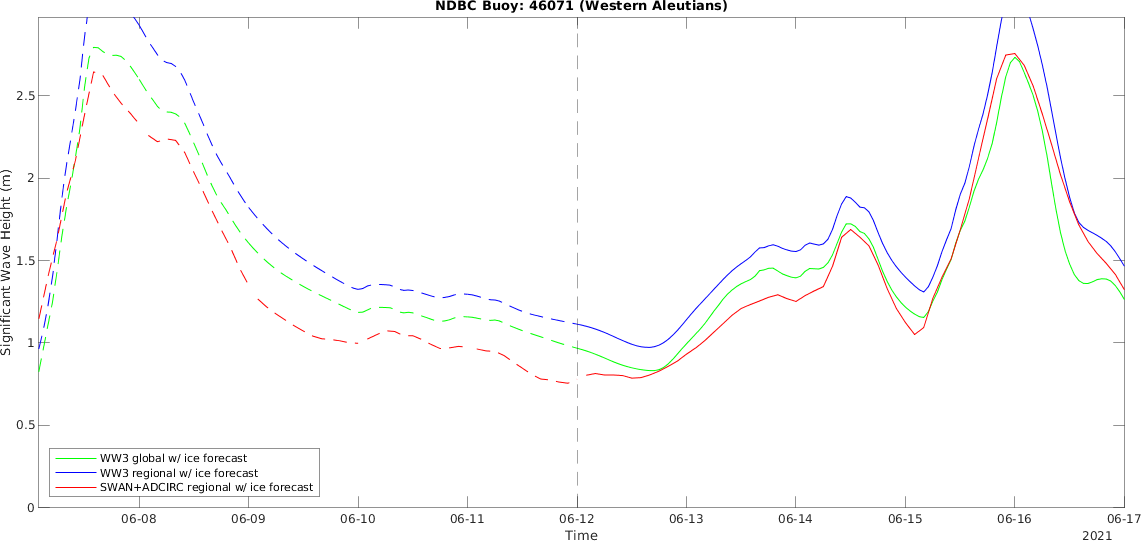 NDBC Buoy: 46071 (Western Aleutians)
2.5
2
1.5
1
0.5
0
Significant Wave Height (m)
WW3 global w/ ice forecast
WW3 regional w/ ice forecast
SWAN+ADCIRC regional w/ ice forecast
06-08 06-09 06-10 06-11 06-12 06-13 06-14 06-15 06-16 06-17
Time
2021